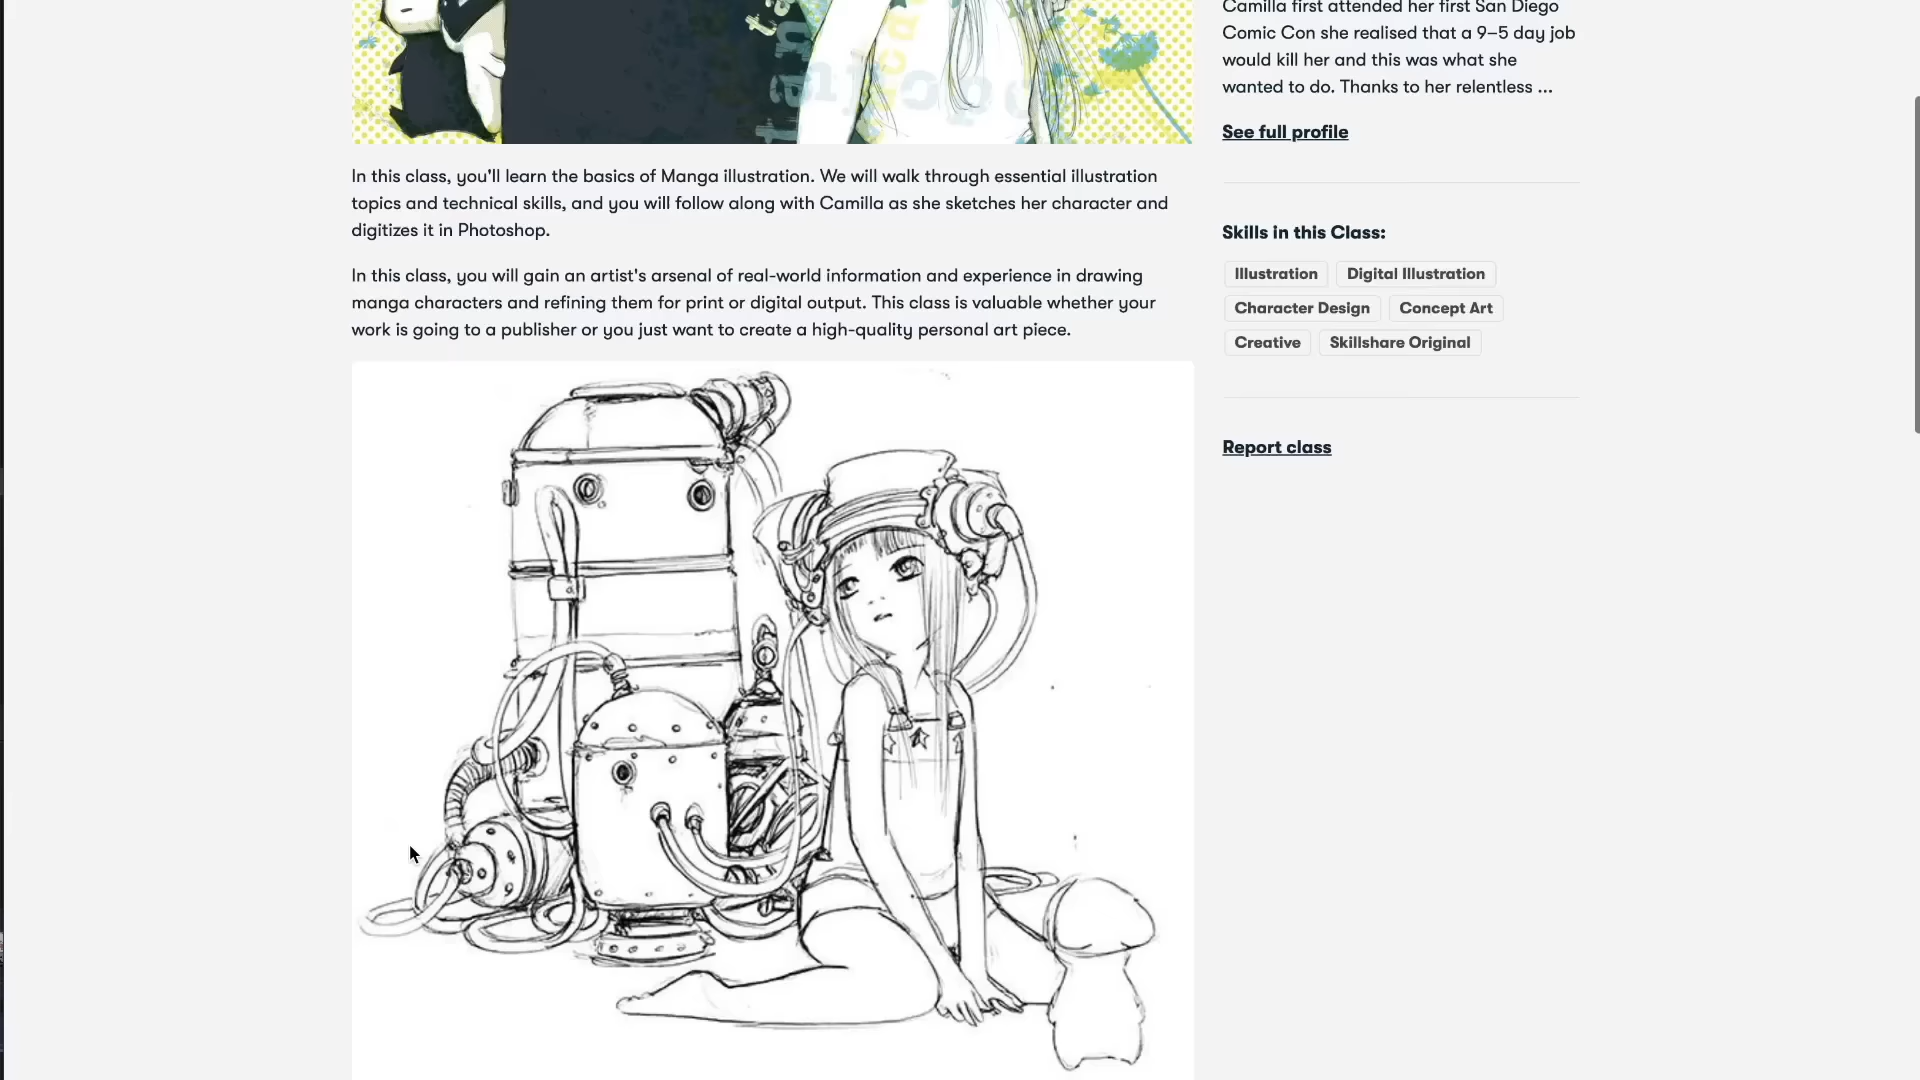 In this class, you'll learn the basics of Manga illustration. We will walk through essential illustration
topics and technical skills, and you will follow along with Camilla as she sketches her character and
digitizes it in Photoshop.
In this class, you will gain an artist's arsenal of real-world information and experience in drawing
manga characters and refining them for print or digital output. This class is valuable whether your
work is going to a publisher or you just want to create a high-quality personal art piece.
Camilla first attended her first San Diego
Comic Con she realised that a 9–5 day job
would kill her and this was what she
wanted to do. Thanks to her relentless ...
See full profile
Skills in this Class:
Illustration Digital Illustration
Character Design Concept Art
Creative Skillshare Original
Report class